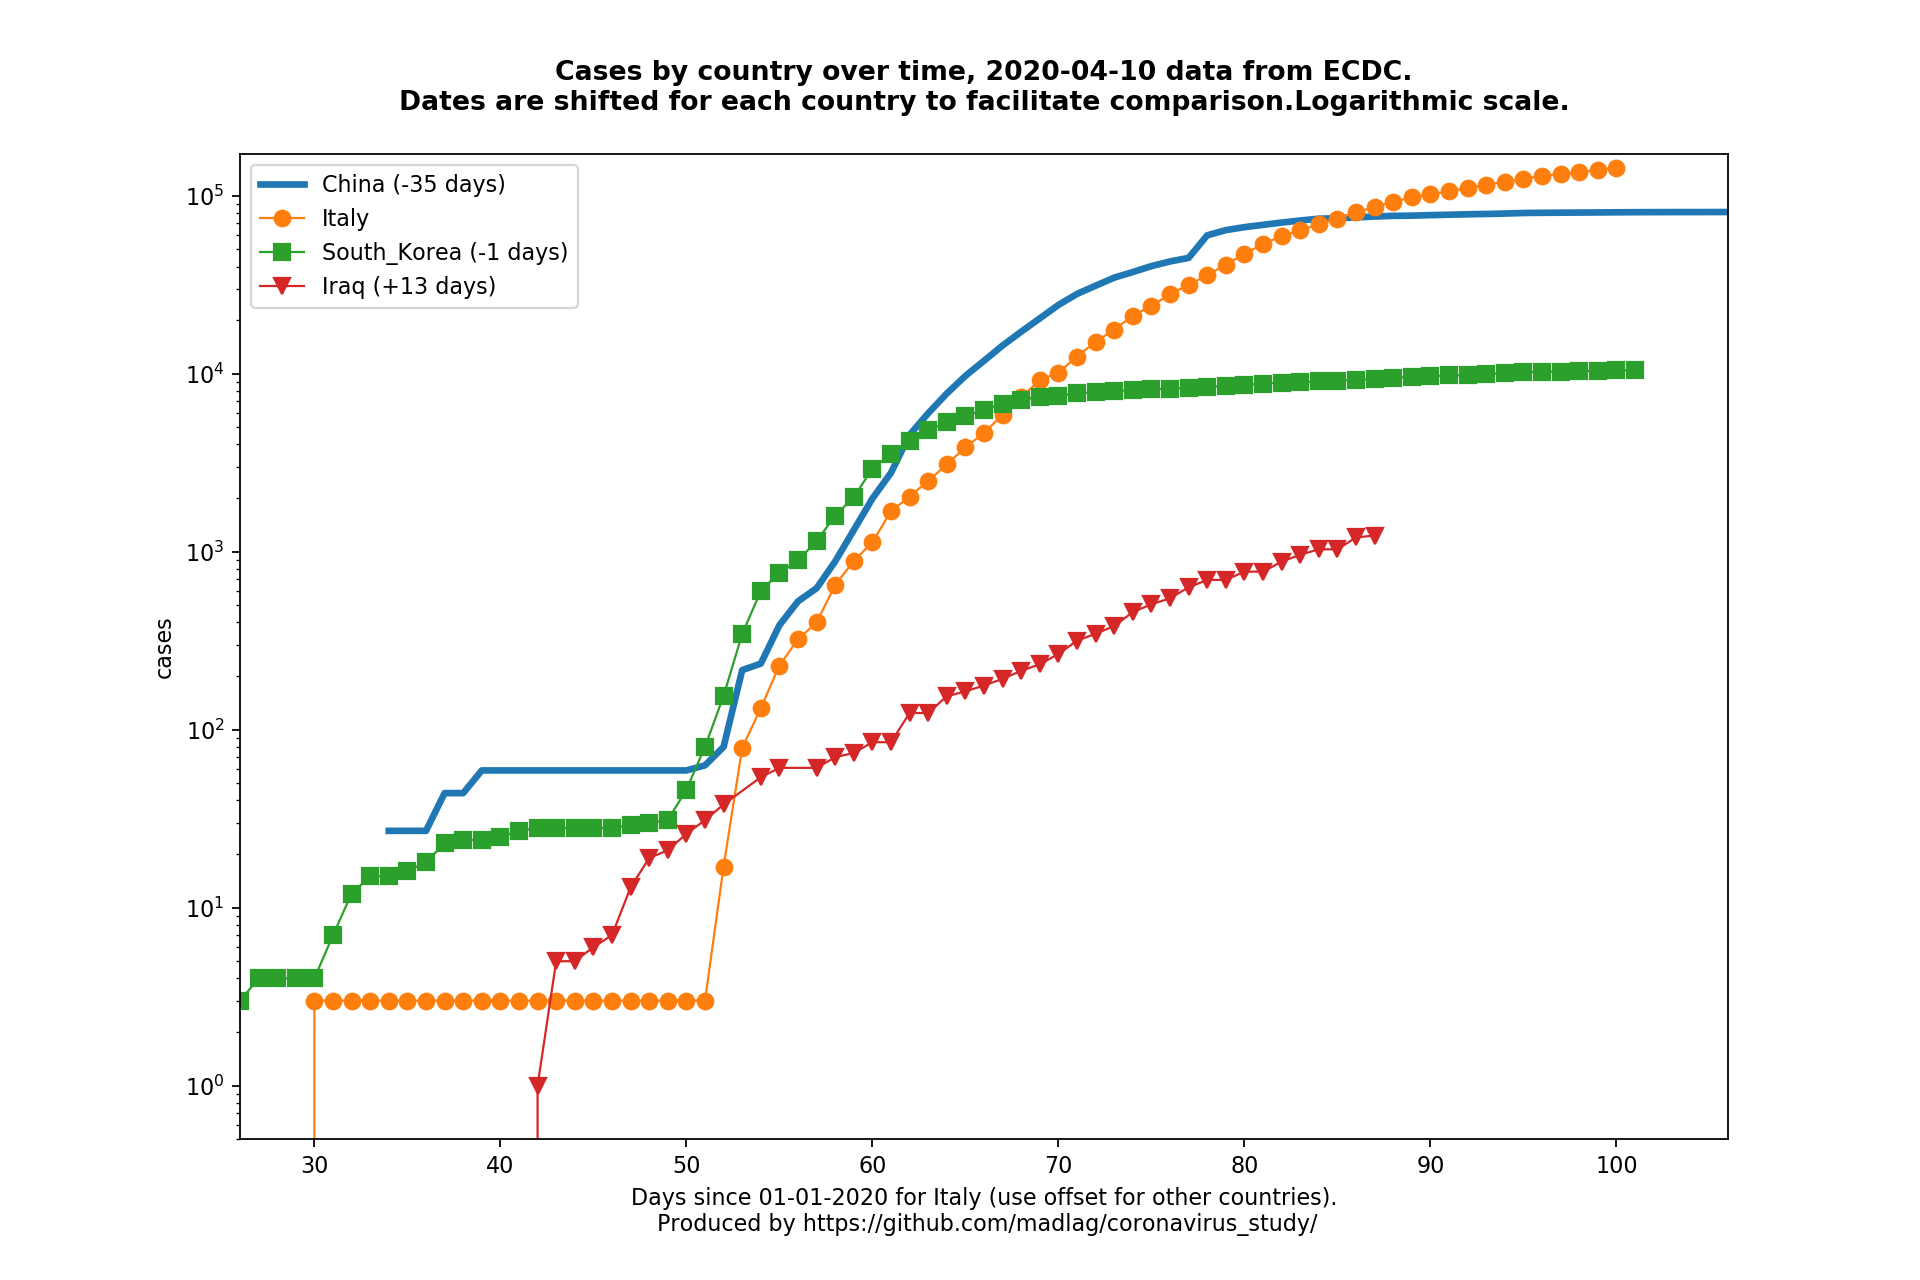 Cases by country over time, 2020-04-10 data from ECDC.
Dates are shifted for each country to facilitate comparison.Logarithmic scale.
China (-35 days)
Italy
South_Korea (-1 days)
Iraq (+13 days)
10⁵
10⁴
10³
10²
10¹
10⁰
cases
30 40 50 60 70 80 90 100
Days since 01-01-2020 for Italy (use offset for other countries).
Produced by https://github.com/madlag/coronavirus_study/